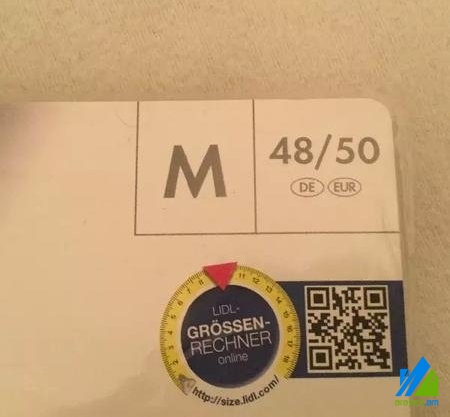 M
48/50
DE EUR
LIDL-
GRÖSSEN-
RECHNER
online
http://size.lidl.com/